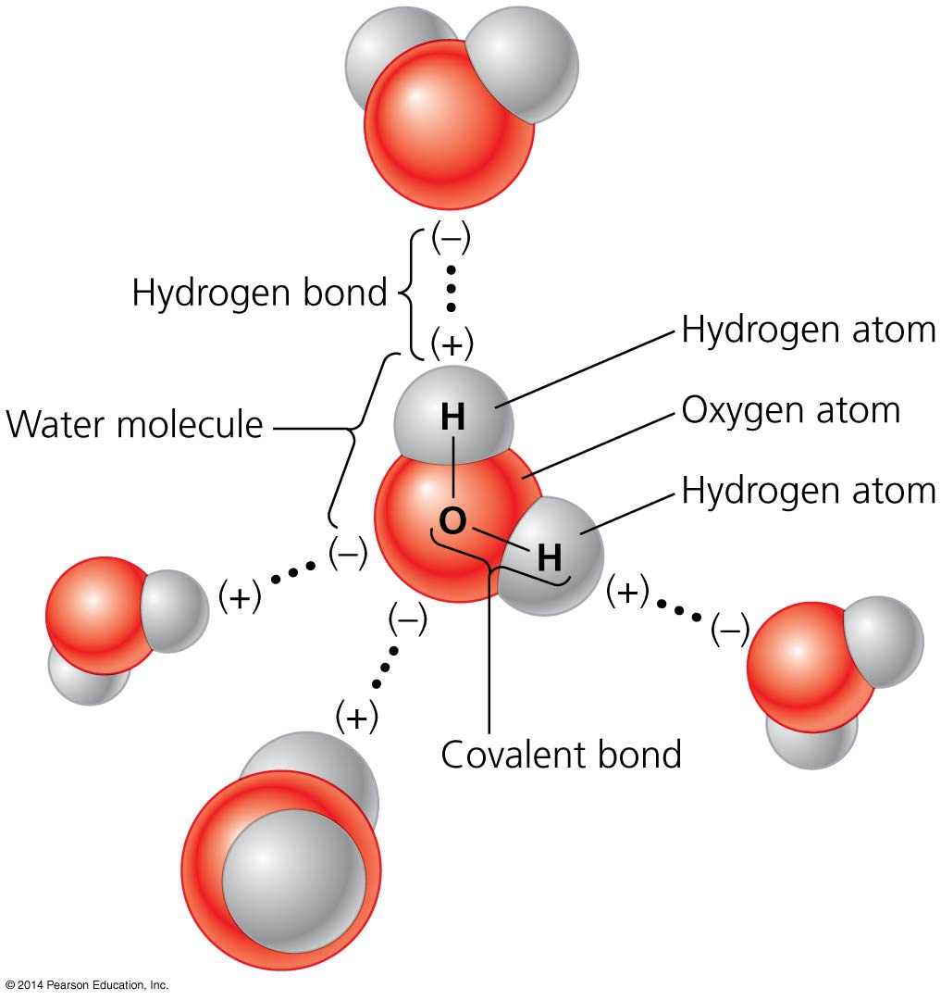 (–)
Hydrogen bond
(+)
Hydrogen atom
H
Oxygen atom
Water molecule
Hydrogen atom
O
H
(–)
(+)
(+)
(–)
(–)
(+)
Covalent bond
© 2014 Pearson Education, Inc.